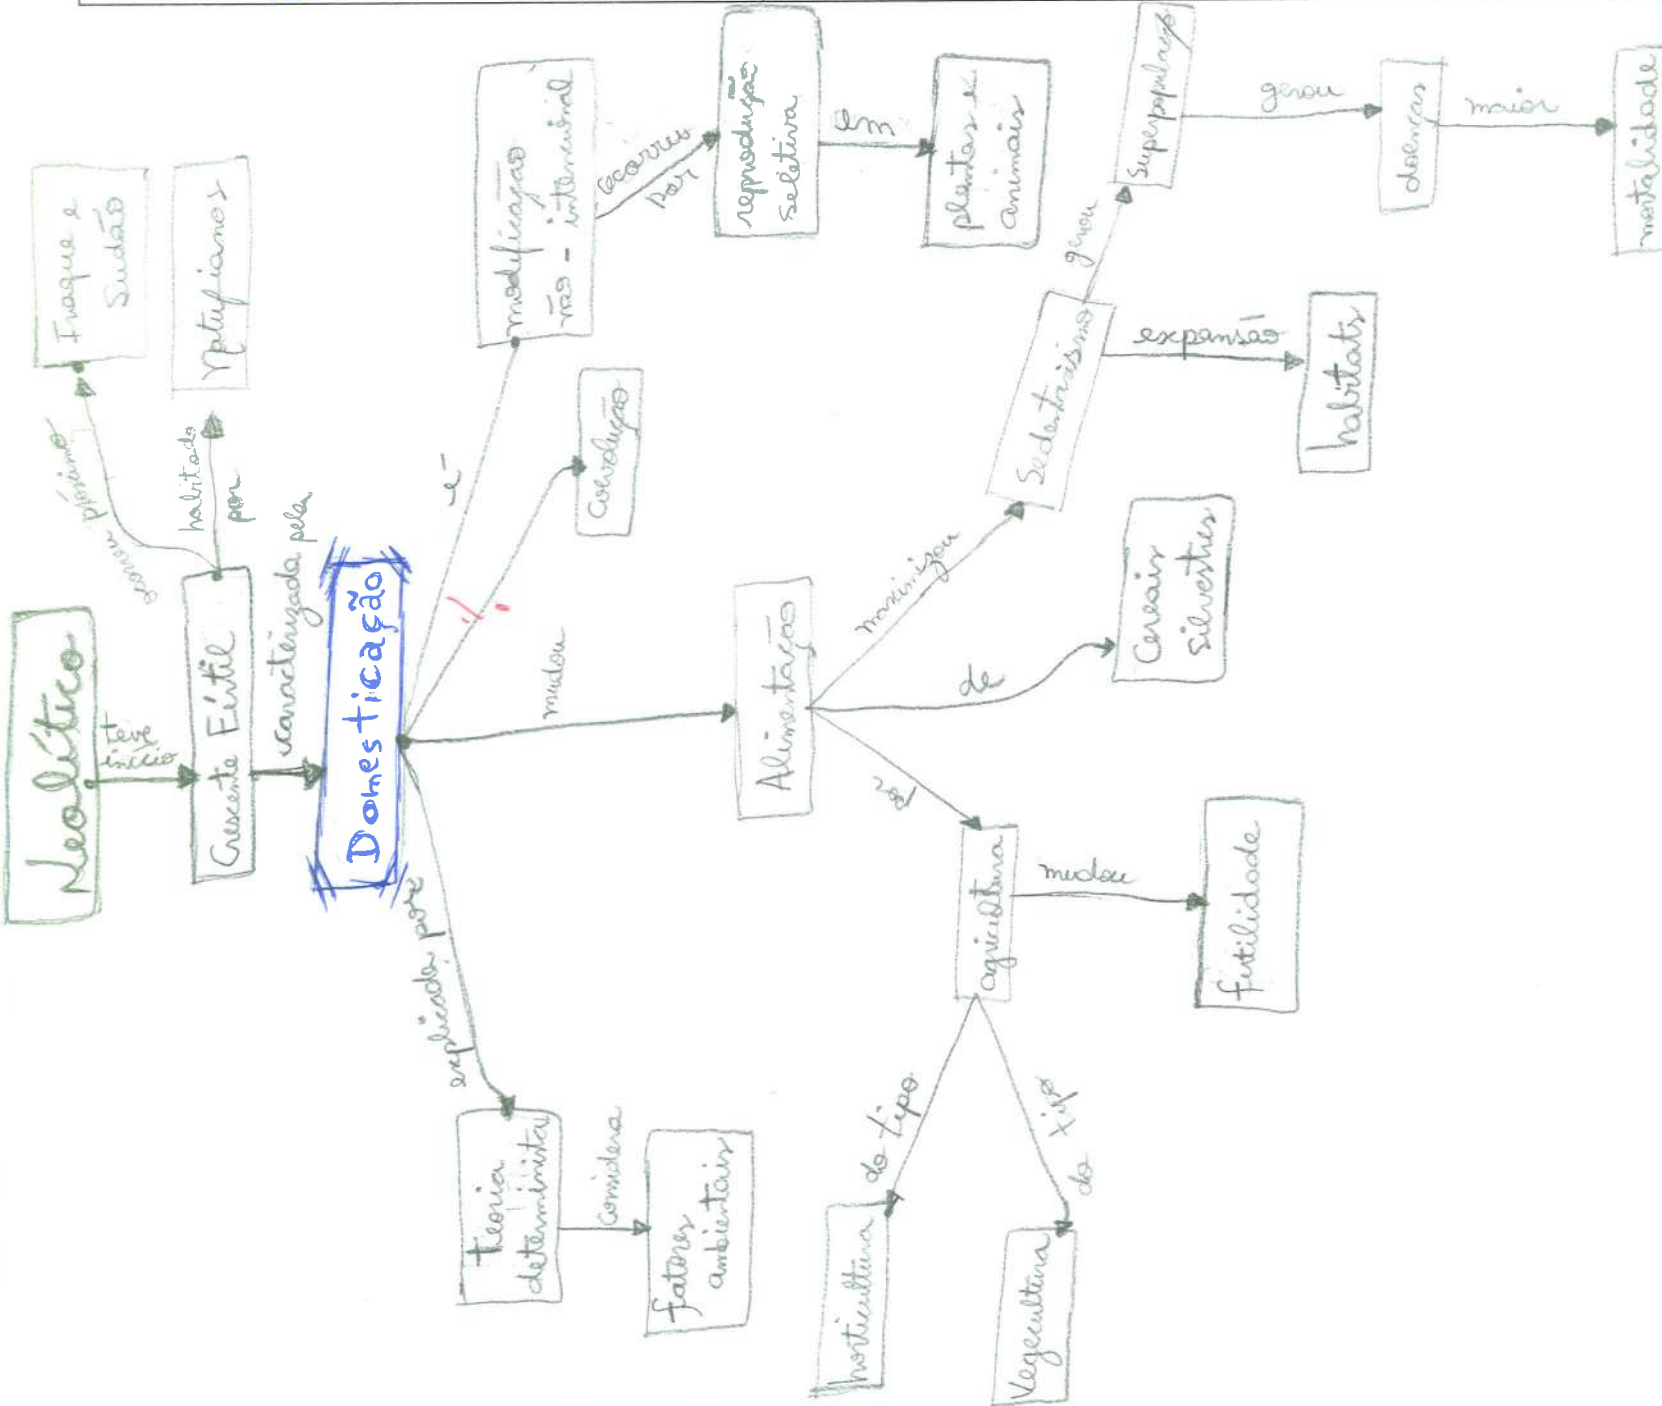 Neolítico
teve
início
Crescente Fértil
ocorreu próximo
Iraque e
Sudão
habitado
por
Natufianos
caracterizada pela
Domesticação
é
modificação
não-intencional
ocorreu
por
reprodução
seletiva
em
plantas e
animais
Coevolução
mudou
Alimentação
maximizou
Sedentarismo
gerou
Superpopulação
gerou
doenças
maior
mortalidade
expansão
habitats
de
Cereais
Silvestres
agricultura
mudou
fertilidade
do tipo
horticultura
do tipo
Vegecultura
explicada por
teoria
determinista
considera
fatores
ambientais